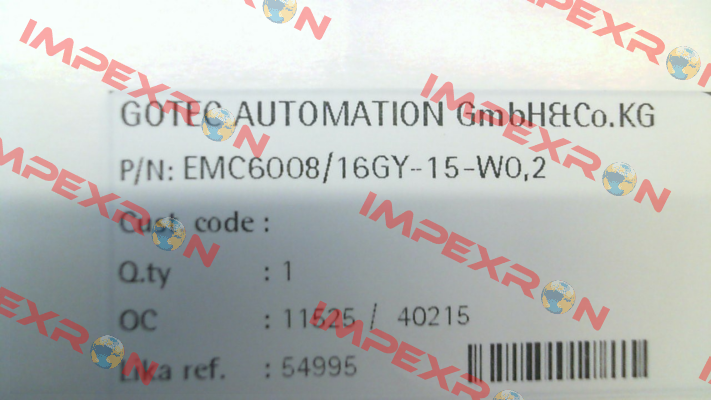 GOTEC AUTOMATION GmbH&Co.KG
P/N: EMC6008/16GY-15-W0,2
Cust code :
Q.ty : 1
OC : 11525 / 40215
Lika ref. : 54995
IMPEXRON
IMPEXRON
IMPEXRON
IMPEXRON
IMPEXRON
IMPEXRON
IMPEXRON